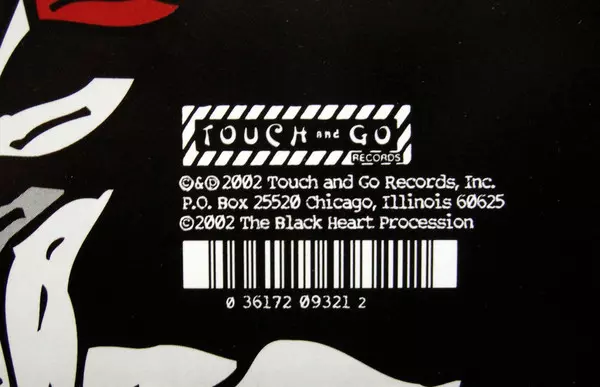 TOUCH and GO
RECORDS
©&℗ 2002 Touch and Go Records, Inc.
P.O. Box 25520 Chicago, Illinois 60625
©2002 The Black Heart Procession
0 36172 09321 2